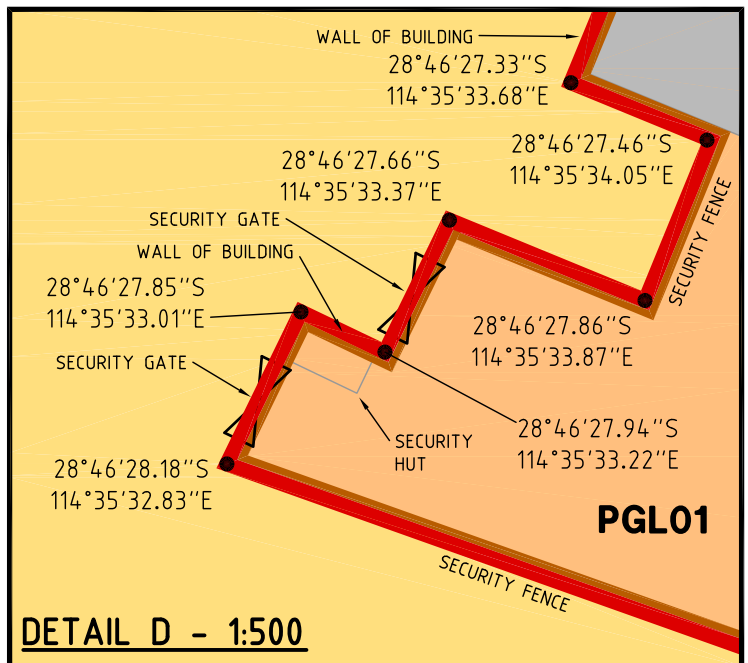 WALL OF BUILDING
28°46'27.33''S
114°35'33.68''E
28°46'27.46''S
114°35'34.05''E
28°46'27.66''S
114°35'33.37''E
SECURITY GATE
WALL OF BUILDING
SECURITY FENCE
28°46'27.85''S
114°35'33.01''E
28°46'27.86''S
114°35'33.87''E
SECURITY GATE
28°46'27.94''S
114°35'33.22''E
SECURITY
HUT
28°46'28.18''S
114°35'32.83''E
PGL01
SECURITY FENCE
DETAIL D - 1:500